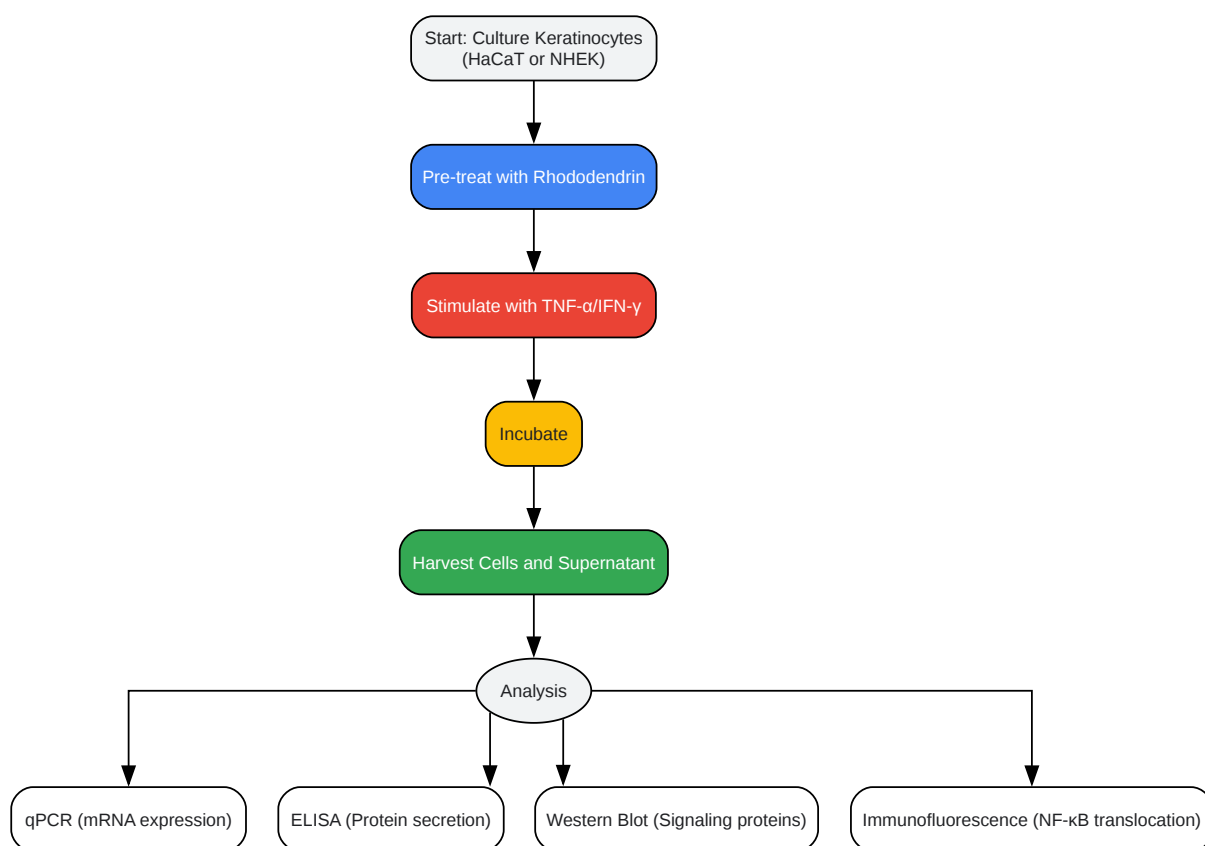 Start: Culture Keratinocytes
(HaCaT or NHEK)
Pre-treat with Rhododendrin
Stimulate with TNF-α/IFN-γ
Incubate
Harvest Cells and Supernatant
Analysis
qPCR (mRNA expression)
ELISA (Protein secretion)
Western Blot (Signaling proteins)
Immunofluorescence (NF-κB translocation)